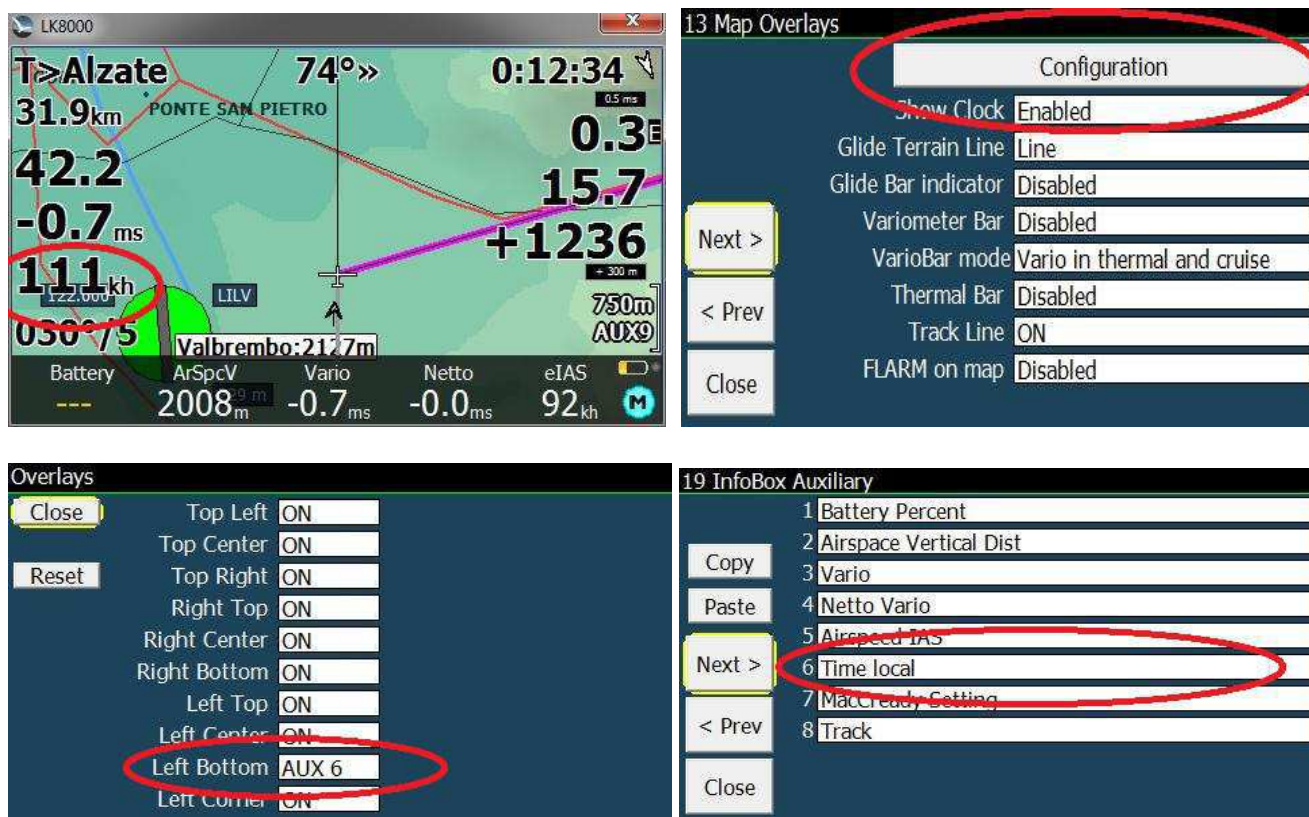 LK8000
T>Alzate 74°» 0:12:34
0.5 ms
31.9km PONTE SAN PIETRO
0.3
42.2 15.7
-0.7 ms +1236
+ 300 m
111kh LILV 750m
122.600
030°/5 AUX9
Valbrembo:2127m
Battery ArSpcV Vario Netto eIAS
--- 2008m -0.7ms -0.0ms 92kh M
13 Map Overlays
Configuration
Show Clock Enabled
Glide Terrain Line Line
Glide Bar indicator Disabled
Variometer Bar Disabled
Next >
VarioBar mode Vario in thermal and cruise
Thermal Bar Disabled
< Prev
Track Line ON
FLARM on map Disabled
Close
Overlays
Close Top Left ON
Top Center ON
Reset Top Right ON
Right Top ON
Right Center ON
Right Bottom ON
Left Top ON
Left Center ON
Left Bottom AUX 6
Left Corner ON
19 InfoBox Auxiliary
1 Battery Percent
2 Airspace Vertical Dist
Copy
3 Vario
Paste 4 Netto Vario
5 Airspeed IAS
Next > 6 Time local
7 MacCready Setting
< Prev 8 Track
Close